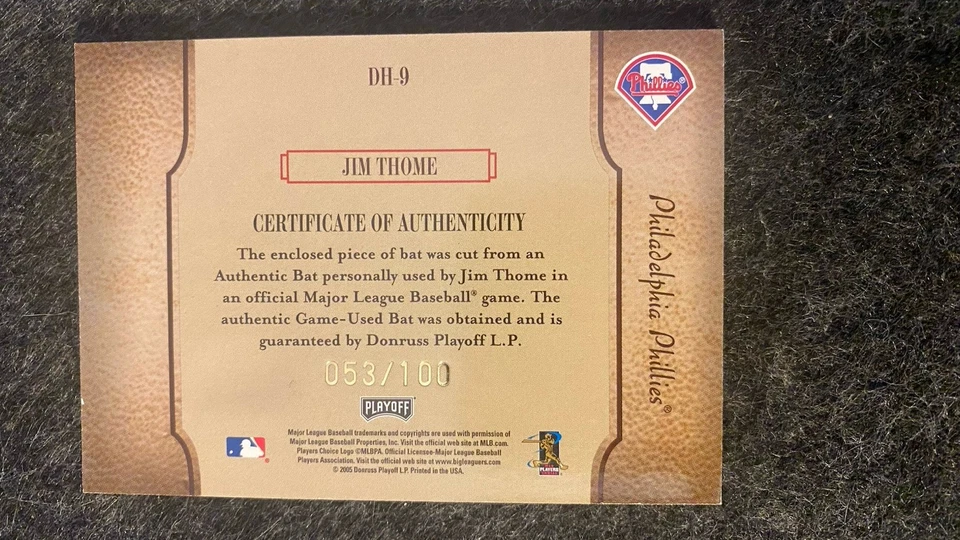 DH-9
Phillies®
JIM THOME
CERTIFICATE OF AUTHENTICITY
The enclosed piece of bat was cut from an
Authentic Bat personally used by Jim Thome in
an official Major League Baseball® game. The
authentic Game-Used Bat was obtained and is
guaranteed by Donruss Playoff L.P.
053/100
PLAYOFF
Major League Baseball trademarks and copyrights are used with permission of
Major League Baseball Properties, Inc. Visit the official web site at MLB.com.
Players Choice Logo ©MLBPA. Official Licensee-Major League Baseball
Players Association. Visit the official web site at www.bigleaguers.com
© 2005 Donruss Playoff L.P. Printed in the USA.
PLAYERS
Philadelphia Phillies®